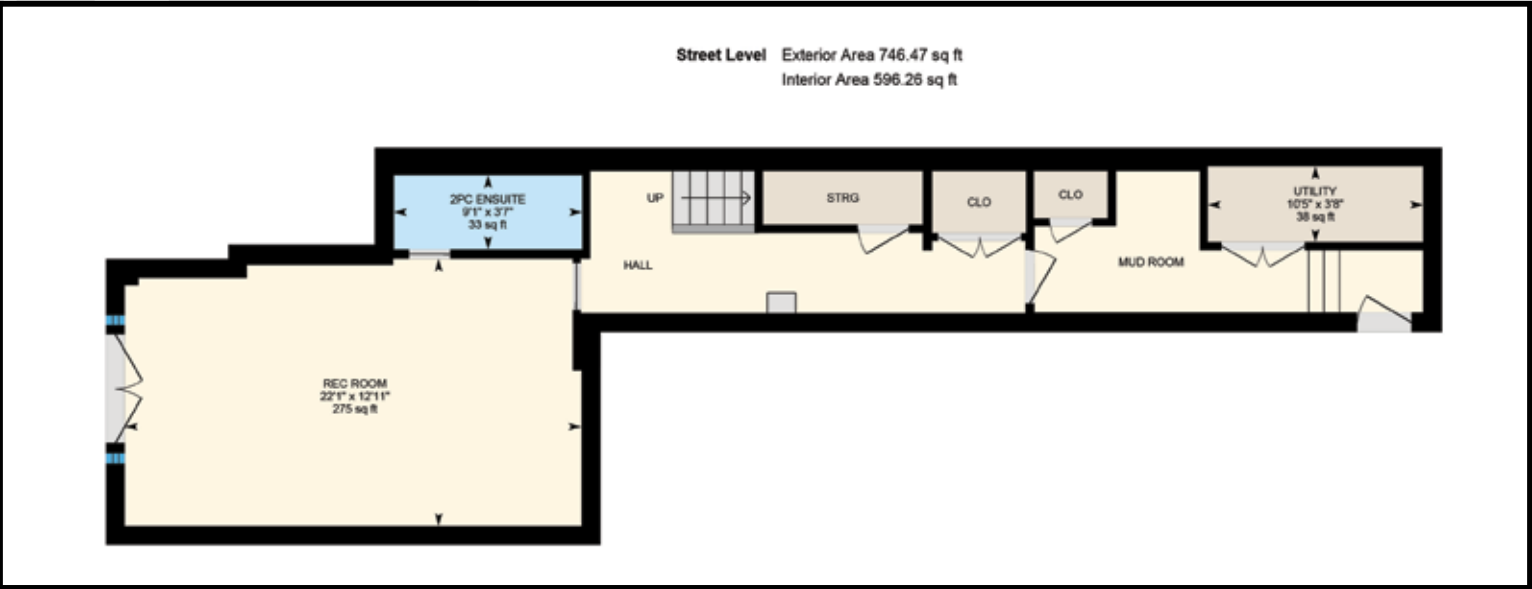 Street Level Exterior Area 746.47 sq ft
Interior Area 596.26 sq ft
2PC ENSUITE
9'1" x 3'7"
33 sq ft
UP
STRG
CLO
CLO
UTILITY
10'5" x 3'8"
38 sq ft
HALL
MUD ROOM
REC ROOM
22'1" x 12'11"
275 sq ft